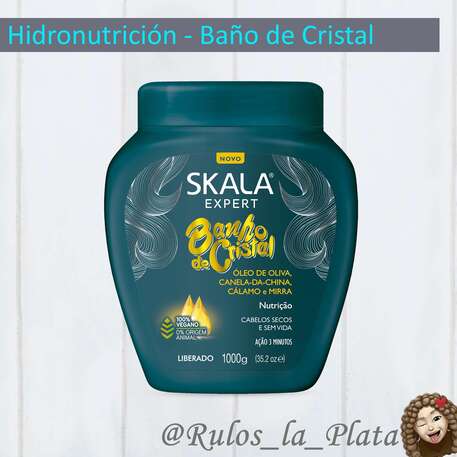 Hidronutrición - Baño de Cristal
NOVO
SKALA®
EXPERT
Banho
de Cristal
ÓLEO DE OLIVA,
CANELA-DA-CHINA,
CÁLAMO e MIRRA
Nutrição
CABELOS SECOS
E SEM VIDA
AÇÃO 3 MINUTOS
100%
VEGANO
0% ORIGEM
ANIMAL
LIBERADO 1000g (35.2 oz℮)
@Rulos_la_Plata